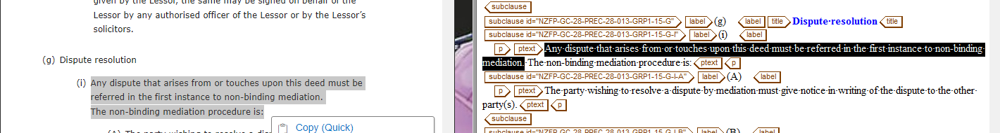 given by the Lessor, the same may be signed on behalf of the
Lessor by any authorised officer of the Lessor or by the Lessor's
solicitors.
(g) Dispute resolution
(i) Any dispute that arises from or touches upon this deed must be
referred in the first instance to non-binding mediation.
The non-binding mediation procedure is:
Copy (Quick)
subclause
subclause id="NZFP-GC-28-PREC-28-013-GRP1-15-G" label (g) label title Dispute·resolution title
subclause id="NZFP-GC-28-PREC-28-013-GRP1-15-G-I" label (i) label
p ptext Any·dispute·that·arises·from·or·touches·upon·this·deed·must·be·referred·in·the·first·instance·to·non-binding·
mediation.·The·non-binding·mediation·procedure·is: ptext p
subclause id="NZFP-GC-28-PREC-28-013-GRP1-15-G-I-A" label (A) label
p ptext The·party·wishing·to·resolve·a·dispute·by·mediation·must·give·notice·in·writing·of·the·dispute·to·the·other·
party(s). ptext p
subclause
subclause id="NZFP-GC-28-PREC-28-013-GRP1-15-G-I-B" label (B) label